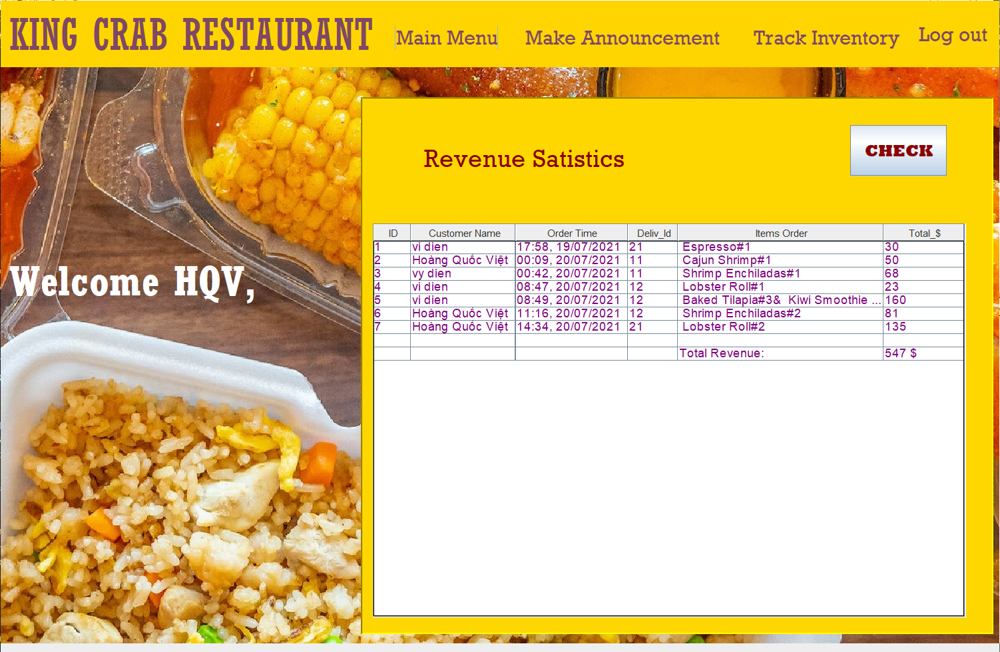 KING CRAB RESTAURANT Main Menu Make Announcement Track Inventory Log out
Revenue Satistics CHECK
Welcome HQV,
ID Customer Name Order Time Deliv_Id Items Order Total_$
1 vi dien 17:58, 19/07/2021 21 Espresso#1 30
2 Hoàng Quốc Việt 00:09, 20/07/2021 11 Cajun Shrimp#1 50
3 vy dien 00:42, 20/07/2021 11 Shrimp Enchiladas#1 68
4 vi dien 08:47, 20/07/2021 12 Lobster Roll#1 23
5 vi dien 08:49, 20/07/2021 12 Baked Tilapia#3& Kiwi Smoothie ... 160
6 Hoàng Quốc Việt 11:16, 20/07/2021 12 Shrimp Enchiladas#2 81
7 Hoàng Quốc Việt 14:34, 20/07/2021 21 Lobster Roll#2 135
Total Revenue: 547 $